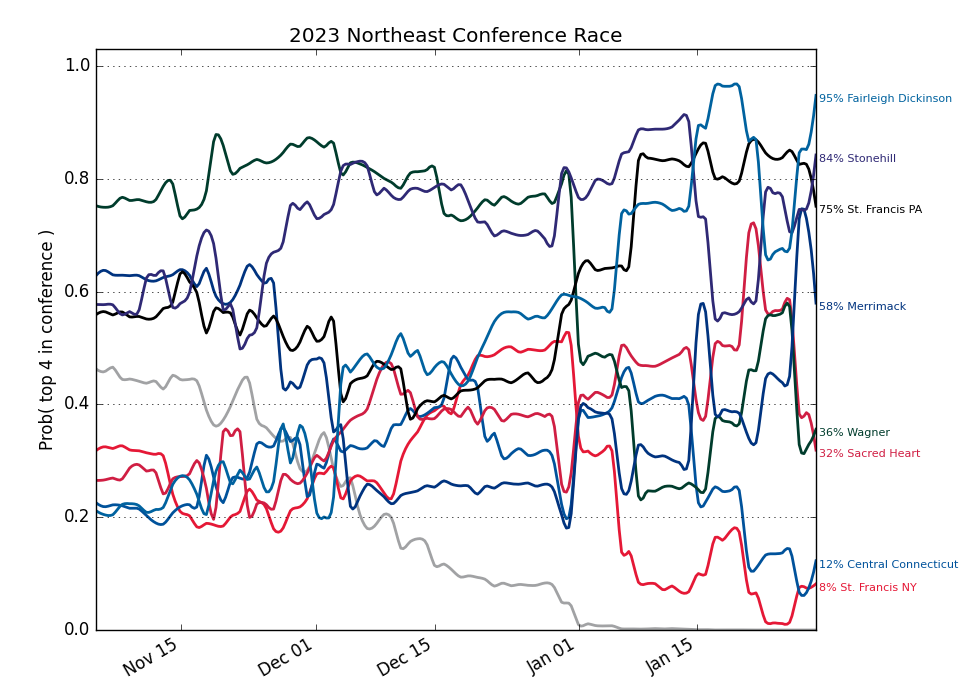 2023 Northeast Conference Race
Prob( top 4 in conference )
1.0
0.8
0.6
0.4
0.2
0.0
Nov 15
Dec 01
Dec 15
Jan 01
Jan 15
95% Fairleigh Dickinson
84% Stonehill
75% St. Francis PA
58% Merrimack
36% Wagner
32% Sacred Heart
12% Central Connecticut
8% St. Francis NY